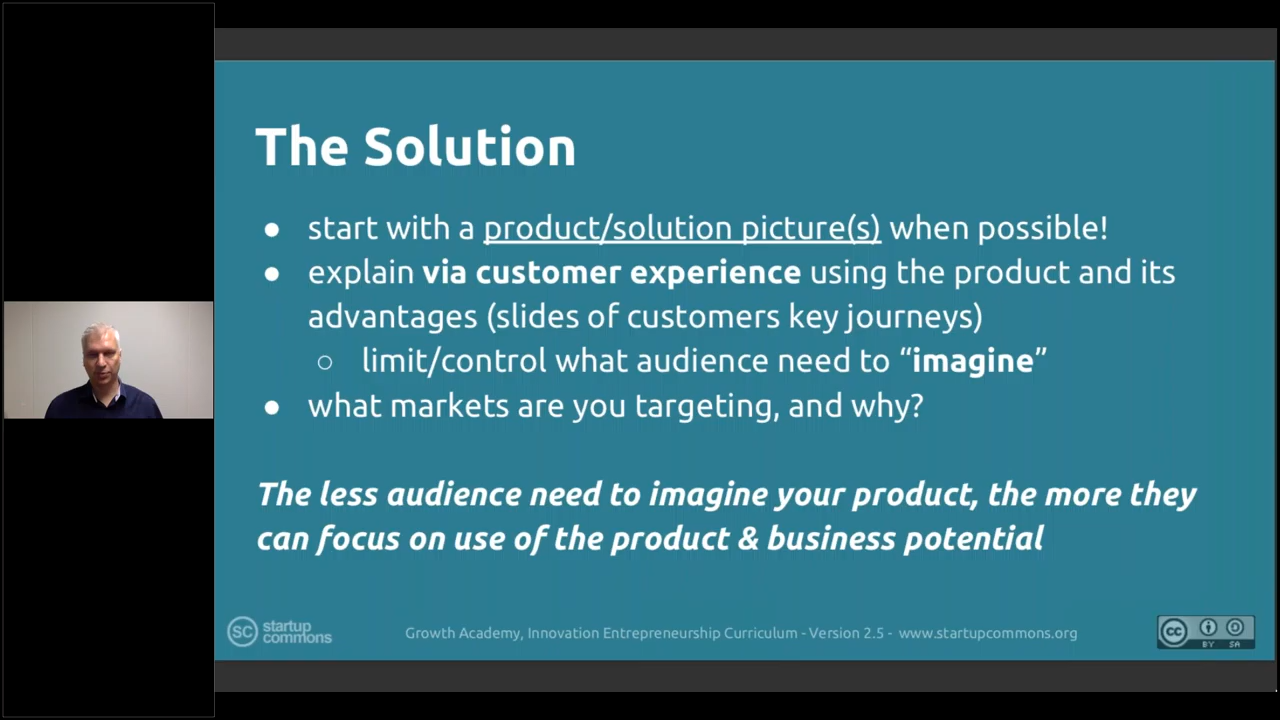 The Solution
● start with a product/solution picture(s) when possible!
● explain via customer experience using the product and its
advantages (slides of customers key journeys)
○ limit/control what audience need to “imagine”
● what markets are you targeting, and why?
The less audience need to imagine your product, the more they
can focus on use of the product & business potential
SC startup
commons
Growth Academy, Innovation Entrepreneurship Curriculum - Version 2.5 - www.startupcommons.org
cc
BY SA